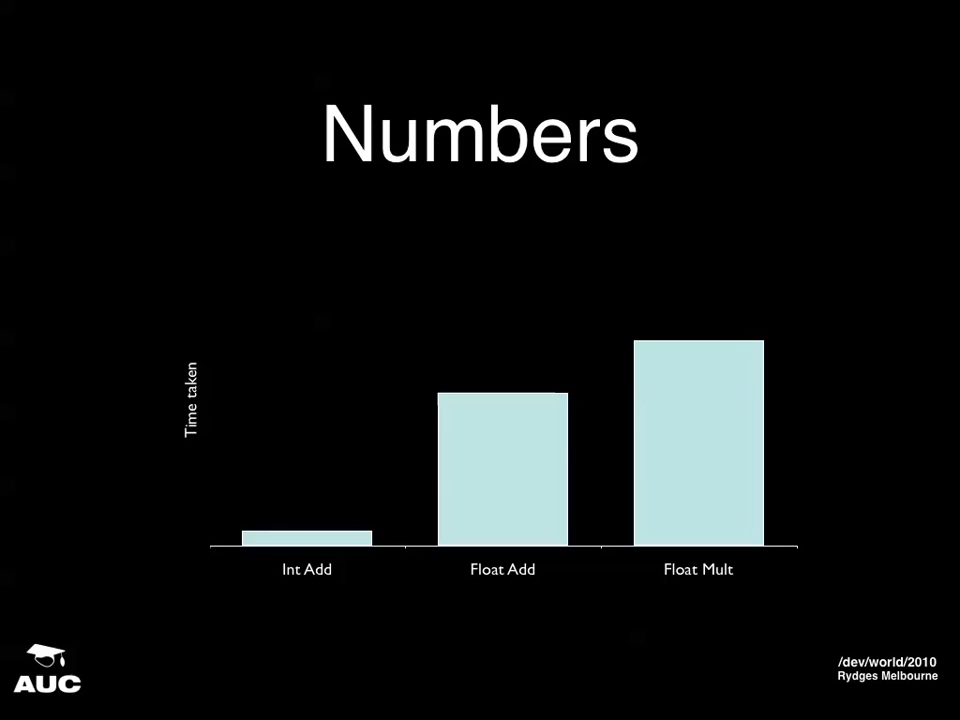 Numbers
Time taken
Int Add
Float Add
Float Mult
AUC
/dev/world/2010
Rydges Melbourne